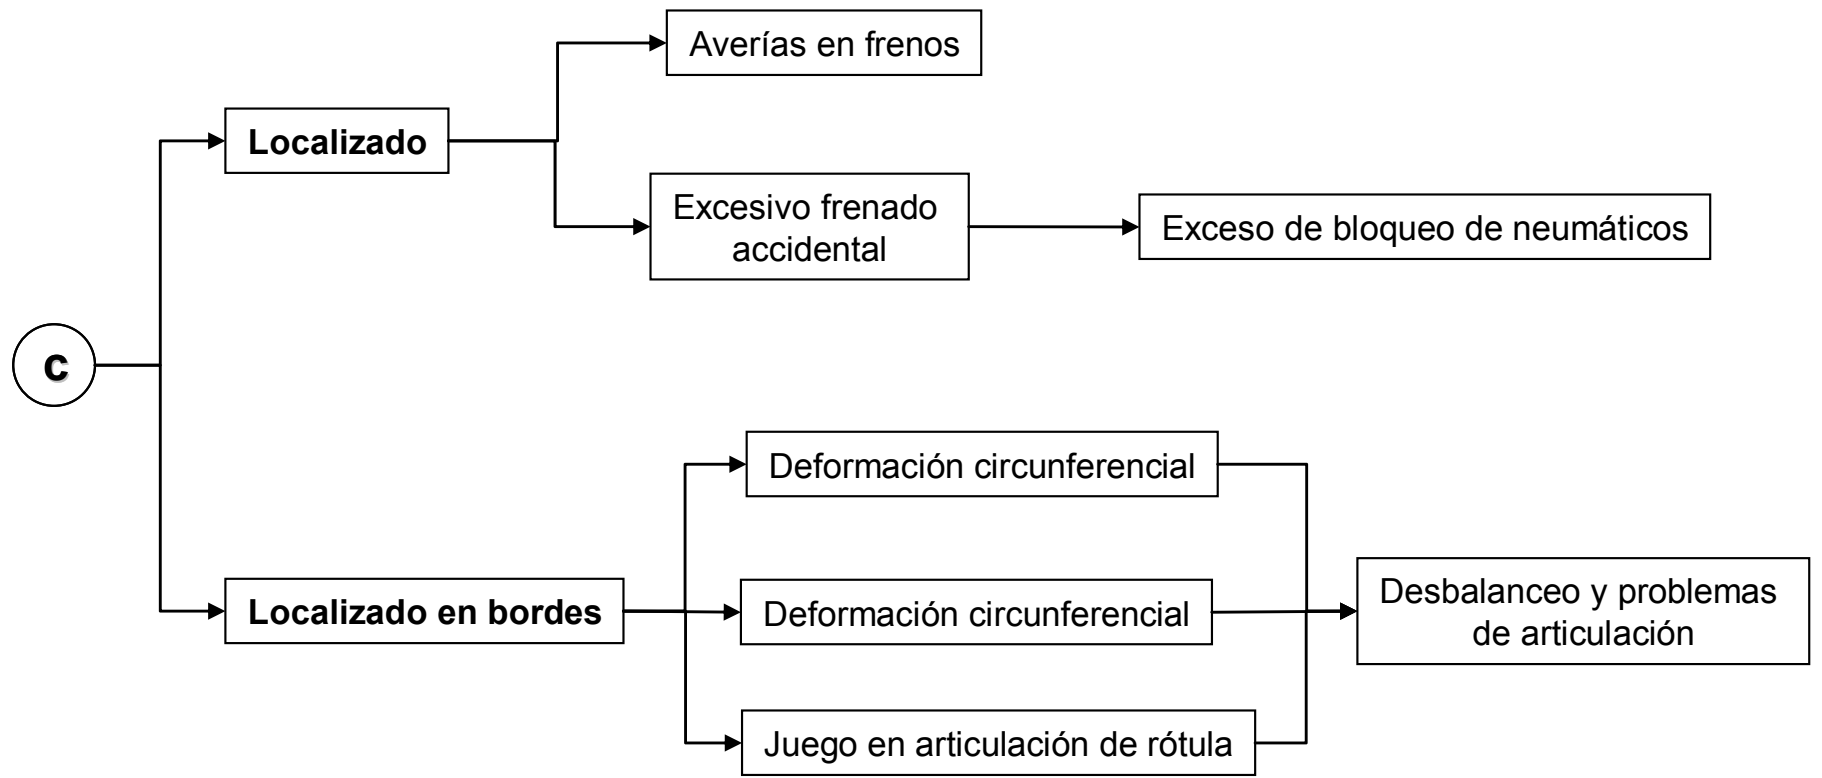 Averías en frenos
Localizado
Excesivo frenado
accidental
Exceso de bloqueo de neumáticos
c
Deformación circunferencial
Localizado en bordes
Deformación circunferencial
Desbalanceo y problemas
de articulación
Juego en articulación de rótula